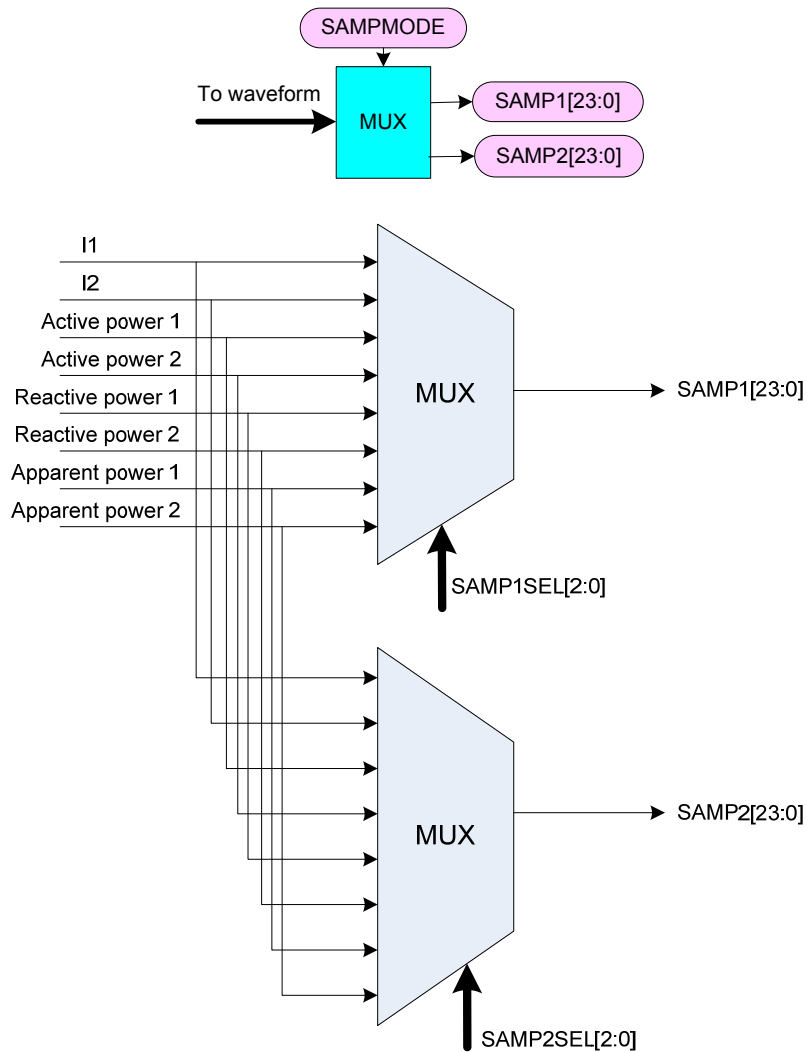 SAMPMODE
To waveform
MUX
SAMP1[23:0]
SAMP2[23:0]
I1
I2
Active power 1
Active power 2
Reactive power 1
Reactive power 2
Apparent power 1
Apparent power 2
MUX
SAMP1[23:0]
SAMP1SEL[2:0]
MUX
SAMP2[23:0]
SAMP2SEL[2:0]